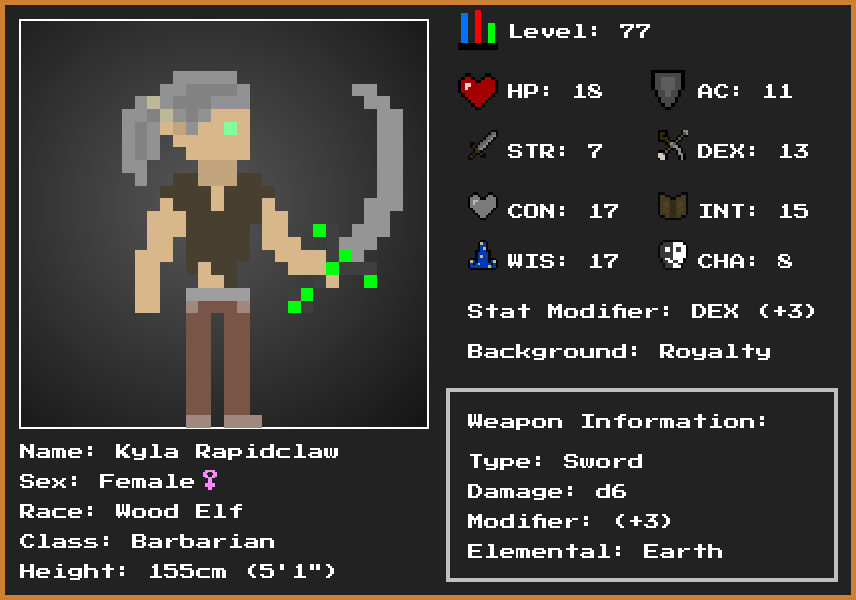 Level: 77
HP: 18
AC: 11
STR: 7
DEX: 13
CON: 17
INT: 15
WIS: 17
CHA: 8
Stat Modifier: DEX (+3)
Background: Royalty
Weapon Information:
Type: Sword
Damage: d6
Modifier: (+3)
Elemental: Earth
Name: Kyla Rapidclaw
Sex: Female♀
Race: Wood Elf
Class: Barbarian
Height: 155cm (5'1")